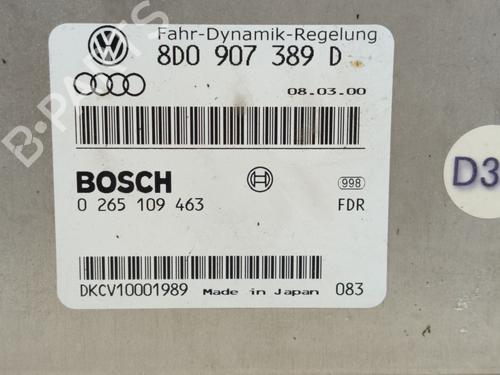 Fahr-Dynamik-Regelung
8D0 907 389 D
08.03.00
BOSCH
0 265 109 463
998
FDR
D3
DKCV10001989 Made in Japan 083
B-PARTS